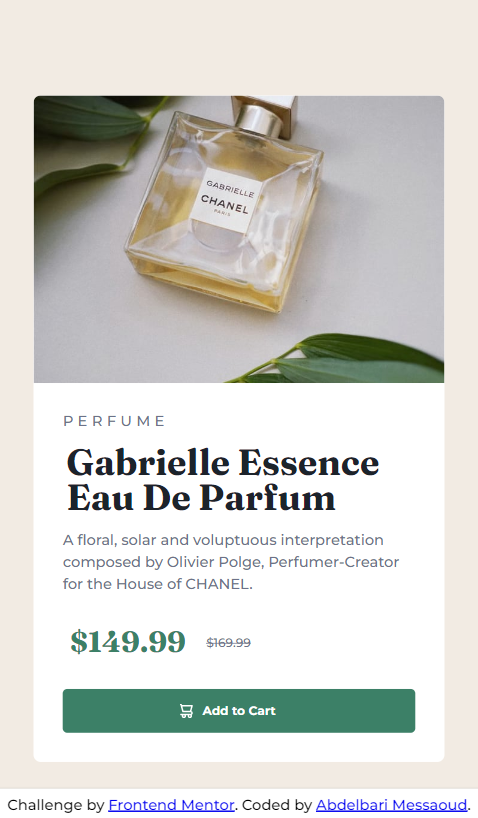 GABRIELLE
CHANEL
PARIS
PERFUME
Gabrielle Essence
Eau De Parfum
A floral, solar and voluptuous interpretation
composed by Olivier Polge, Perfumer-Creator
for the House of CHANEL.
$149.99 $169.99
Add to Cart
Challenge by Frontend Mentor. Coded by Abdelbari Messaoud.